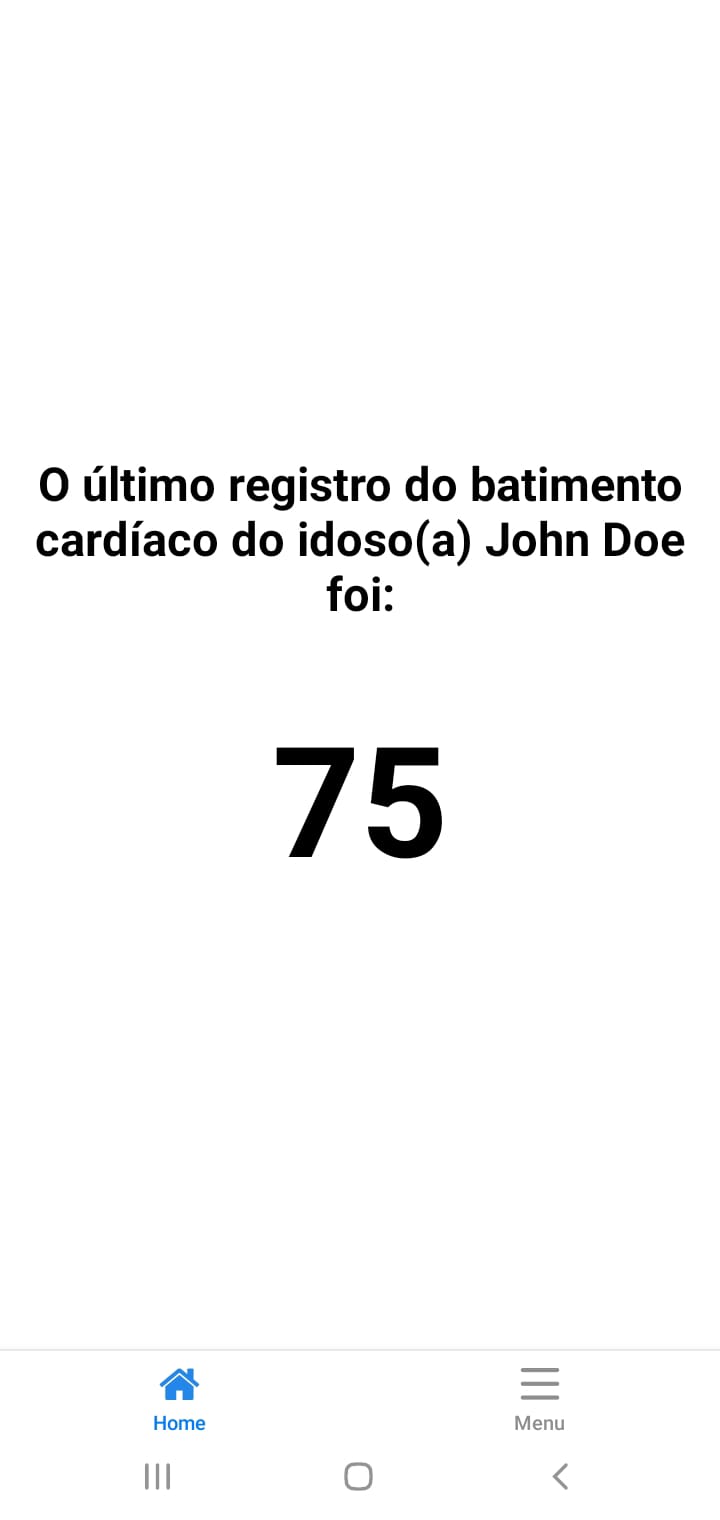 O último registro do batimento
cardíaco do idoso(a) John Doe
foi:
75
Home
Menu